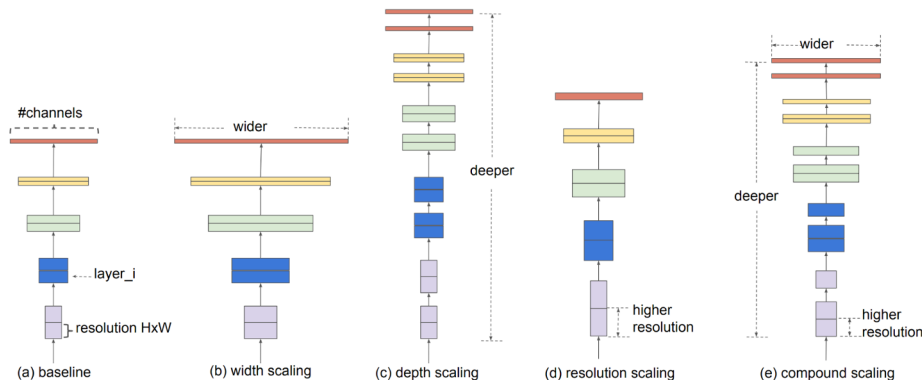 #channels
layer_i
resolution HxW
(a) baseline
wider
(b) width scaling
deeper
(c) depth scaling
higher
resolution
(d) resolution scaling
wider
deeper
higher
resolution
(e) compound scaling